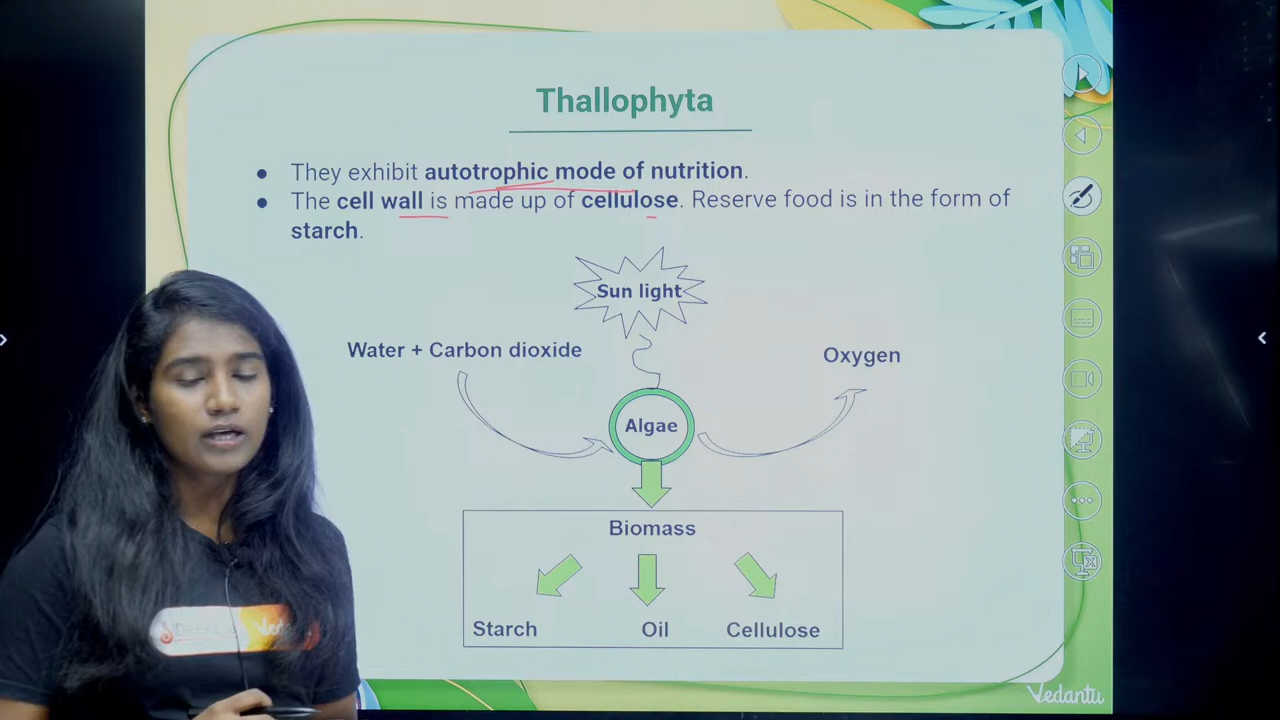 Thallophyta
● They exhibit autotrophic mode of nutrition.
● The cell wall is made up of cellulose. Reserve food is in the form of
starch.
Sun light
Water + Carbon dioxide
Oxygen
Algae
Biomass
Starch
Oil
Cellulose
Vedantu